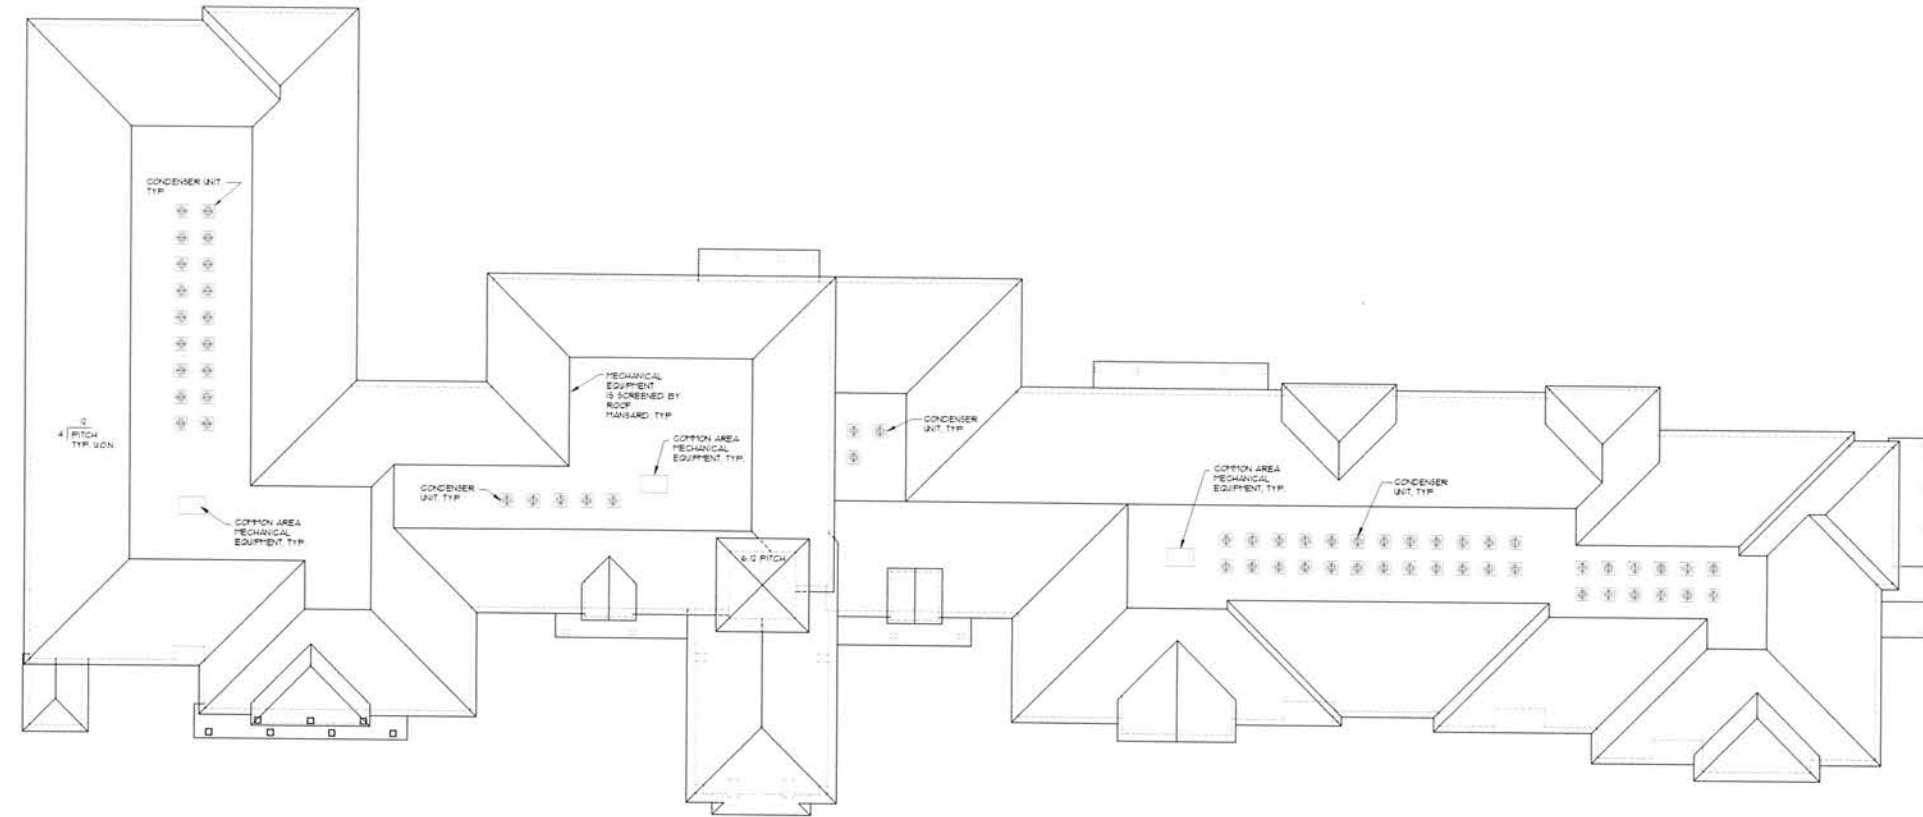 CONDENSER UNIT
TYP.
12
4
PITCH
TYP. U.O.N.
COMMON AREA
MECHANICAL
EQUIPMENT, TYP.
MECHANICAL
EQUIPMENT
IS SCREENED BY
ROOF
MANSARD, TYP.
COMMON AREA
MECHANICAL
EQUIPMENT, TYP.
CONDENSER
UNIT, TYP.
6:12 PITCH
CONDENSER
UNIT, TYP.
COMMON AREA
MECHANICAL
EQUIPMENT, TYP.
CONDENSER
UNIT, TYP.